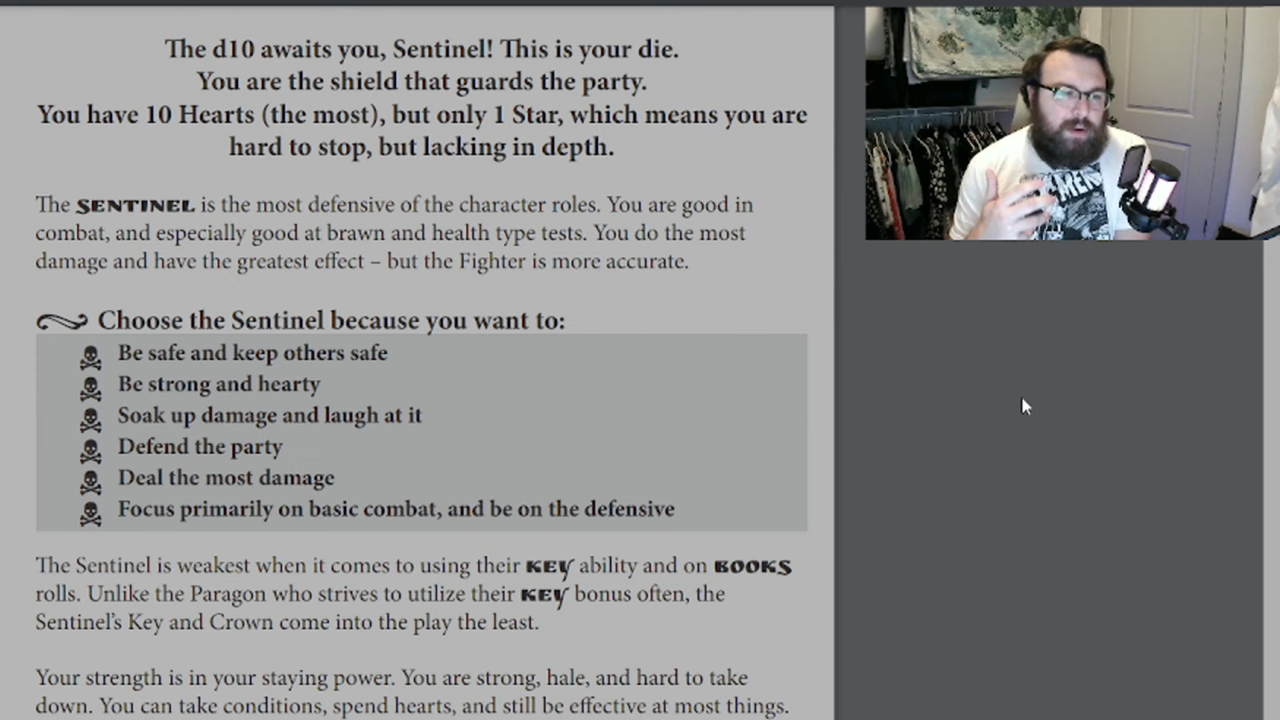 The d10 awaits you, Sentinel! This is your die.
You are the shield that guards the party.
You have 10 Hearts (the most), but only 1 Star, which means you are
hard to stop, but lacking in depth.
The SENTINEL is the most defensive of the character roles. You are good in
combat, and especially good at brown and health type tests. You do the most
damage and have the greatest effect – but the Fighter is more accurate.
Choose the Sentinel because you want to:
Be safe and keep others safe
Be strong and hearty
Soak up damage and laugh at it
Defend the party
Deal the most damage
Focus primarily on basic combat, and be on the defensive
The Sentinel is weakest when it comes to using their KEY ability and on BOOKS
rolls. Unlike the Paragon who strives to utilize their KEY bonus often, the
Sentinel's Key and Crown come into the play the least.
Your strength is in your staying power. You are strong, hale, and hard to take
down. You can take conditions, spend hearts, and still be effective at most things.